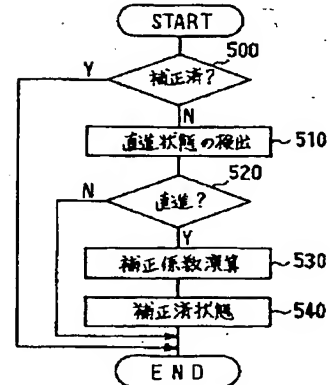 START
500
Y
補正済?
N
直進状態の検出
510
520
N
直進?
Y
補正係数演算
530
補正済状態
540
END